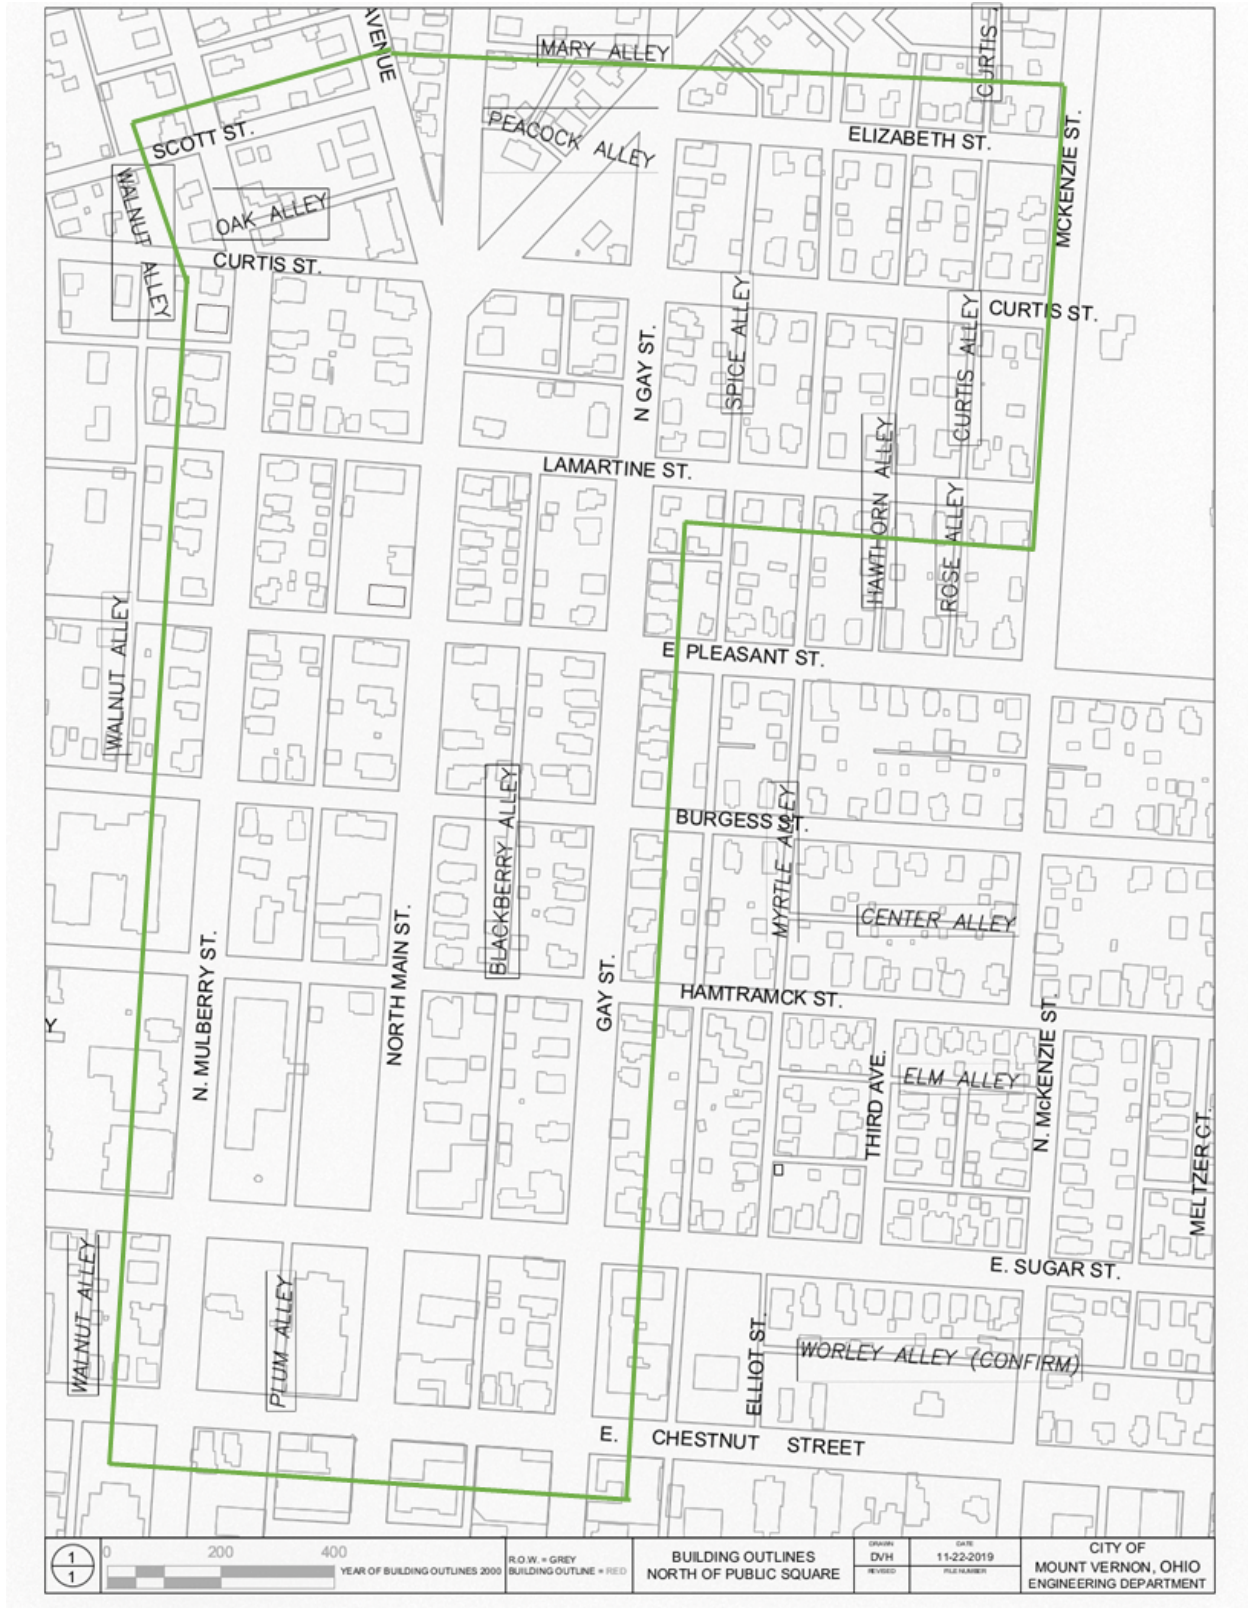 AVENUE
MARY ALLEY
CURTIS
SCOTT ST.
PEACOCK ALLEY
ELIZABETH ST.
MCKENZIE ST.
WALNUT ALLEY
OAK ALLEY
CURTIS ST.
SPICE ALLEY
CURTIS ALLEY
CURTIS ST.
N GAY ST.
HAWTHORN ALLEY
LAMARTINE ST.
ROSE ALLEY
WALNUT ALLEY
E PLEASANT ST.
BLACKBERRY ALLEY
MYRTLE ALLEY
BURGESS ST.
CENTER ALLEY
N. MULBERRY ST.
NORTH MAIN ST.
GAY ST.
HAMTRAMCK ST.
Y
THIRD AVE.
ELM ALLEY
N. McKENZIE ST.
MELTZER CT.
WALNUT ALLEY
PLUM ALLEY
E. SUGAR ST.
ELLIOT ST.
WORLEY ALLEY (CONFIRM)
E. CHESTNUT STREET
1
1
0 200 400
YEAR OF BUILDING OUTLINES 2000
R.O.W. = GREY
BUILDING OUTLINE = RED
BUILDING OUTLINES
NORTH OF PUBLIC SQUARE
DRAWN
DVH
REVISED
DATE
11-22-2019
FILE NUMBER
CITY OF
MOUNT VERNON, OHIO
ENGINEERING DEPARTMENT